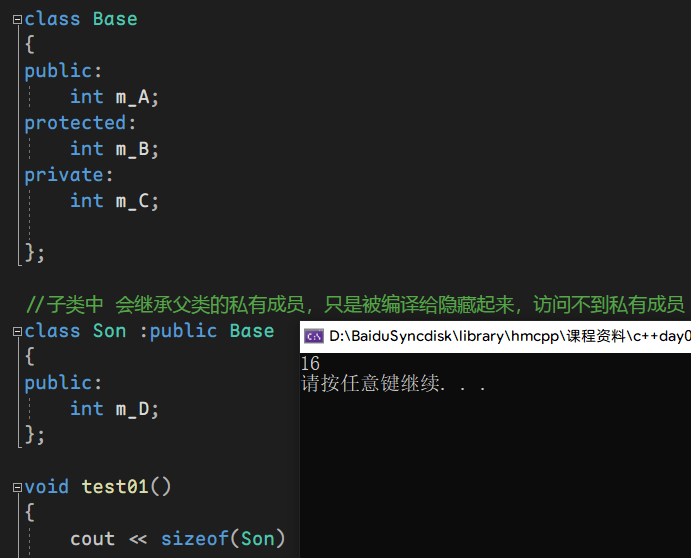 class Base
{
public:
int m_A;
protected:
int m_B;
private:
int m_C;
};
//子类中 会继承父类的私有成员，只是被编译给隐藏起来，访问不到私有成员
class Son :public Base
{
public:
int m_D;
};
void test01()
{
cout << sizeof(Son)
D:\BaiduSyncdisk\library\hmcpp\课程资料\c++day0
16
请按任意键继续. . .